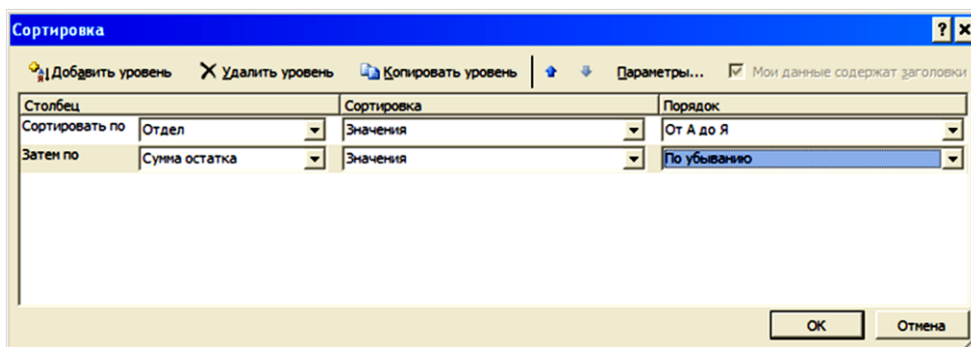 Сортировка
Добавить уровень Удалить уровень Копировать уровень Параметры... Мои данные содержат заголовки
Столбец Сортировка Порядок
Сортировать по Отдел Значения От А до Я
Затем по Сумма остатка Значения По убыванию
ОК Отмена